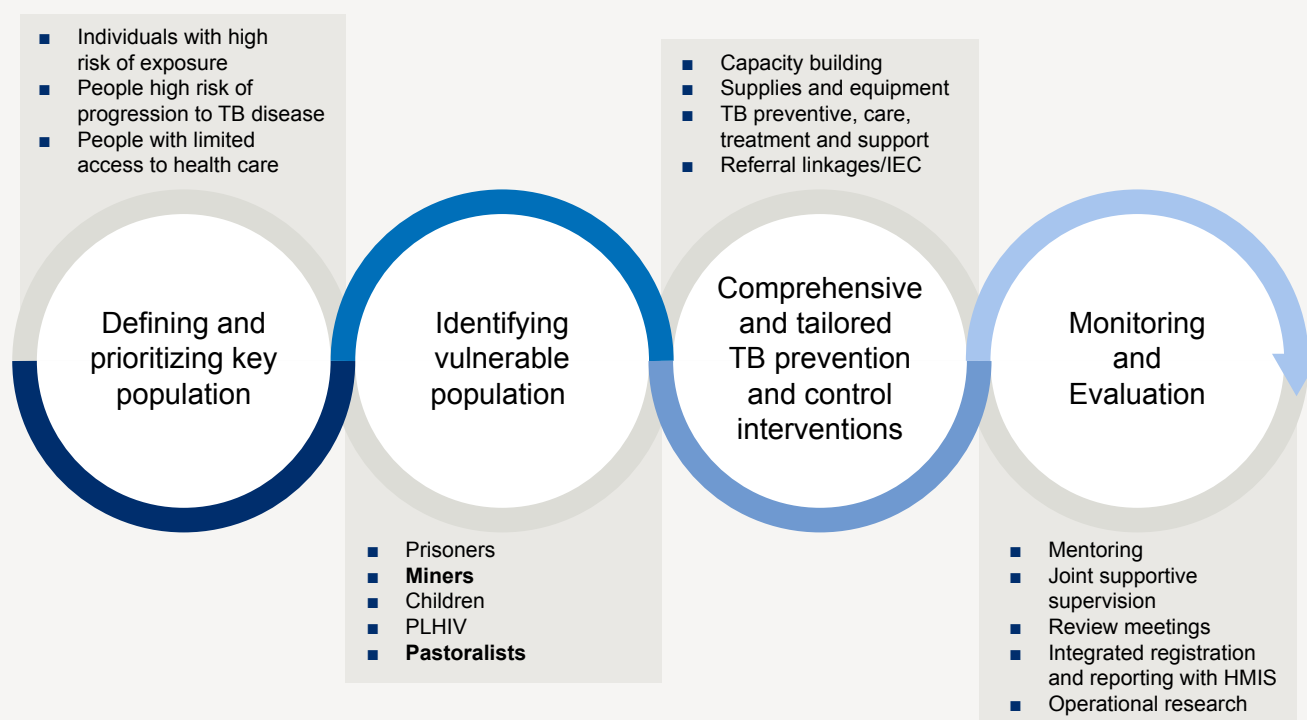 ■ Individuals with high
risk of exposure
■ People high risk of
progression to TB disease
■ People with limited
access to health care
Defining and
prioritizing key
population
Identifying
vulnerable
population
■ Prisoners
■ Miners
■ Children
■ PLHIV
■ Pastoralists
■ Capacity building
■ Supplies and equipment
■ TB preventive, care,
treatment and support
■ Referral linkages/IEC
Comprehensive
and tailored
TB prevention
and control
interventions
Monitoring
and
Evaluation
■ Mentoring
■ Joint supportive
supervision
■ Review meetings
■ Integrated registration
and reporting with HMIS
■ Operational research